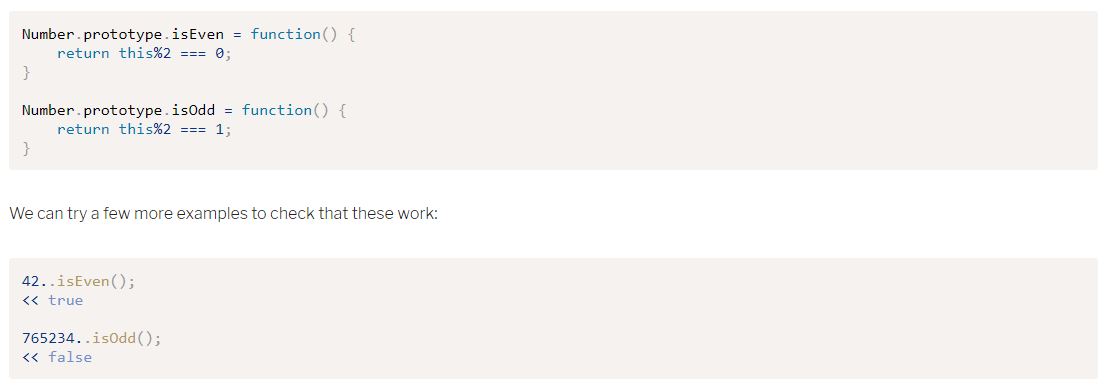 Number.prototype.isEven = function() {
    return this%2 === 0;
}
Number.prototype.isOdd = function() {
    return this%2 === 1;
}
We can try a few more examples to check that these work:
42..isEven();
<< true
765234..isOdd();
<< false